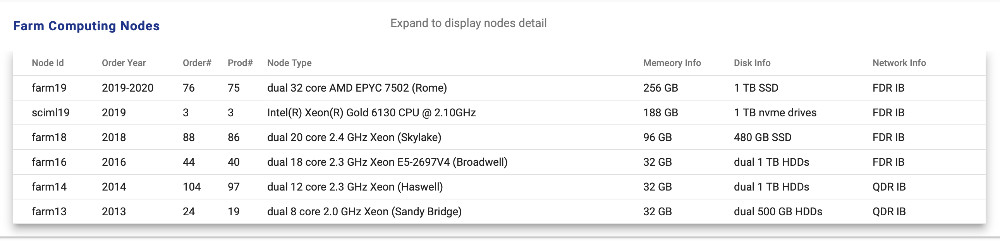 Farm Computing Nodes
Expand to display nodes detail
Node Id Order Year Order# Prod# Node Type Memeory Info Disk Info Network Info
farm19 2019-2020 76 75 dual 32 core AMD EPYC 7502 (Rome) 256 GB 1 TB SSD FDR IB
sciml19 2019 3 3 Intel(R) Xeon(R) Gold 6130 CPU @ 2.10GHz 188 GB 1 TB nvme drives FDR IB
farm18 2018 88 86 dual 20 core 2.4 GHz Xeon (Skylake) 96 GB 480 GB SSD FDR IB
farm16 2016 44 40 dual 18 core 2.3 GHz Xeon E5-2697V4 (Broadwell) 32 GB dual 1 TB HDDs FDR IB
farm14 2014 104 97 dual 12 core 2.3 GHz Xeon (Haswell) 32 GB dual 1 TB HDDs QDR IB
farm13 2013 24 19 dual 8 core 2.0 GHz Xeon (Sandy Bridge) 32 GB dual 500 GB HDDs QDR IB